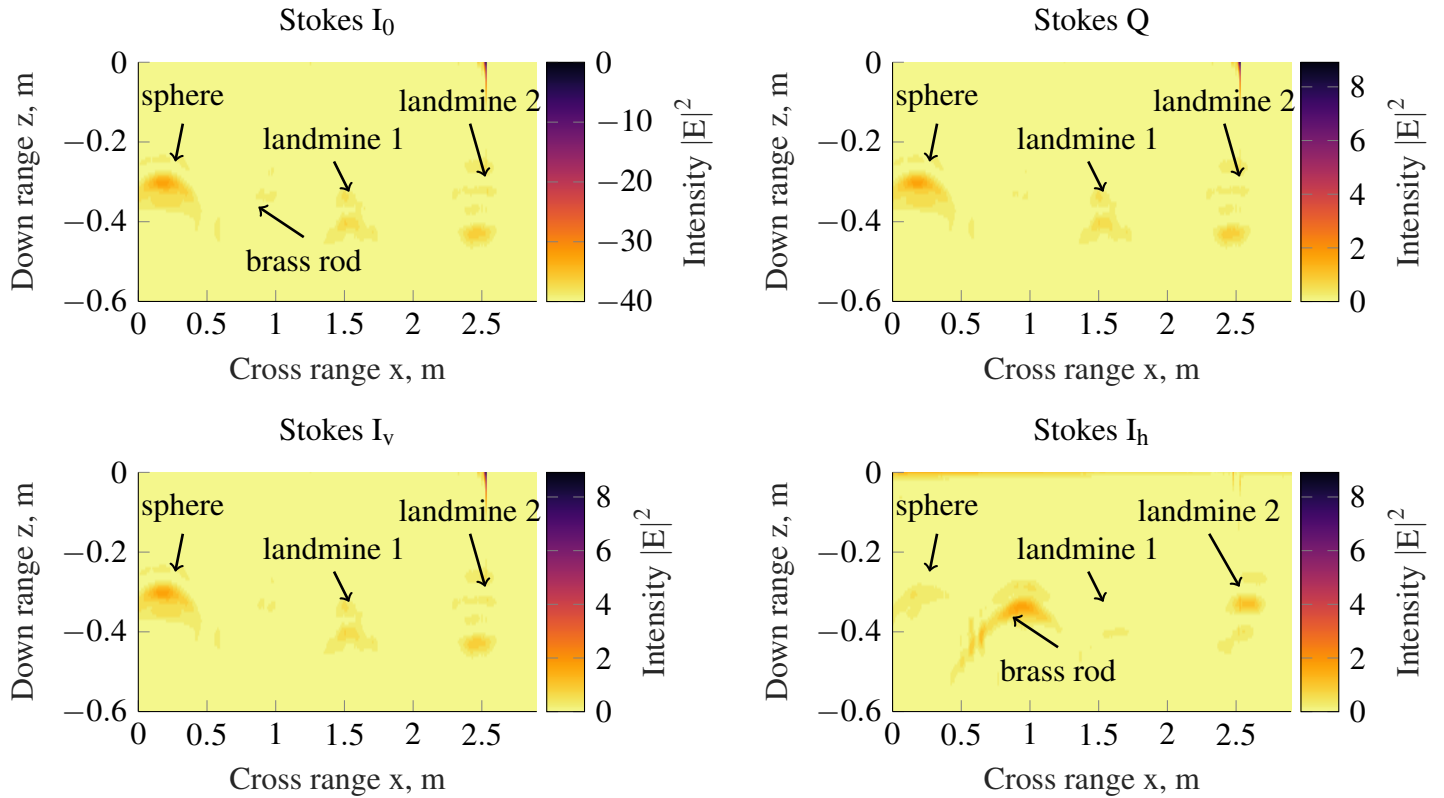 Stokes I₀
0
−0.2
−0.4
−0.6
Down range z, m
sphere
landmine 1
landmine 2
brass rod
0 0.5 1 1.5 2 2.5
Cross range x, m
0
−10
−20
−30
−40
Intensity |E|²
Stokes Q
0
−0.2
−0.4
−0.6
Down range z, m
sphere
landmine 1
landmine 2
0 0.5 1 1.5 2 2.5
Cross range x, m
8
6
4
2
0
Intensity |E|²
Stokes Iᵥ
0
−0.2
−0.4
−0.6
Down range z, m
sphere
landmine 1
landmine 2
0 0.5 1 1.5 2 2.5
Cross range x, m
8
6
4
2
0
Intensity |E|²
Stokes Iₕ
0
−0.2
−0.4
−0.6
Down range z, m
sphere
landmine 1
landmine 2
brass rod
0 0.5 1 1.5 2 2.5
Cross range x, m
8
6
4
2
0
Intensity |E|²